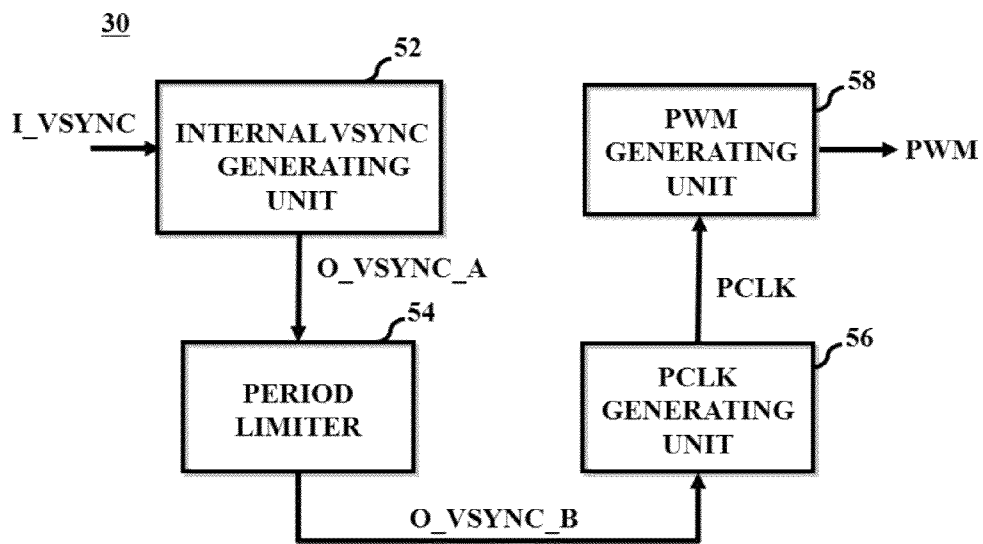 30
52
I_VSYNC
INTERNAL VSYNC
GENERATING
UNIT
O_VSYNC_A
54
PERIOD
LIMITER
O_VSYNC_B
58
PWM
GENERATING
UNIT
PWM
PCLK
56
PCLK
GENERATING
UNIT